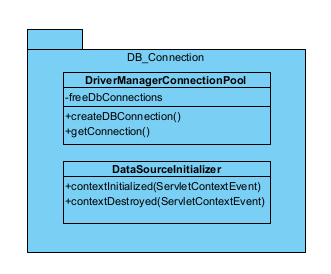 DB_Connection
DriverManagerConnectionPool
-freeDbConnections
+createDBConnection()
+getConnection()
DataSourceInitializer
+contextInitialized(ServletContextEvent)
+contextDestroyed(ServletContextEvent)